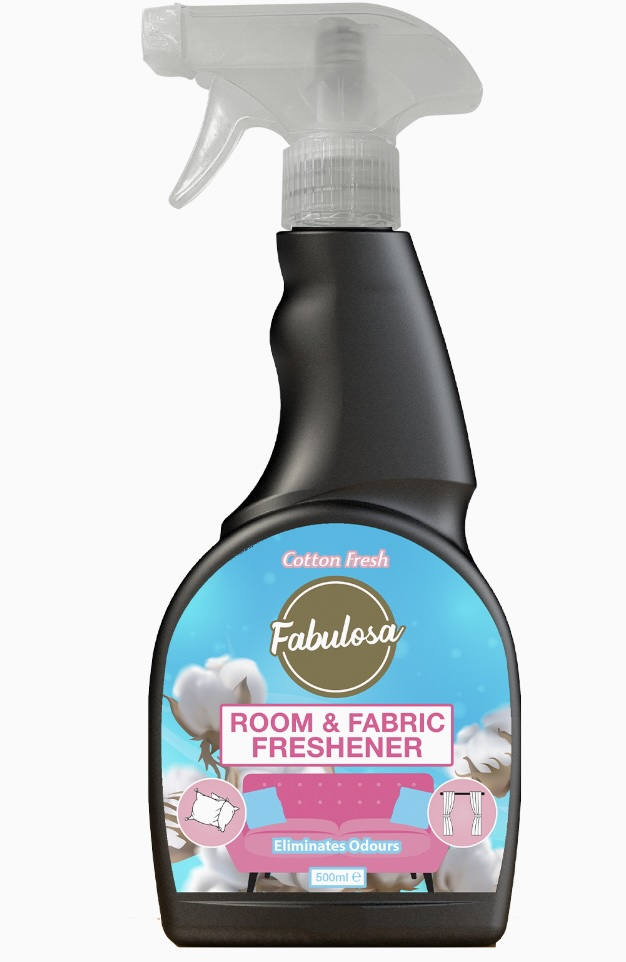 Cotton Fresh
Fabulosa
ROOM & FABRIC
FRESHENER
Eliminates Odours
500ml ℮